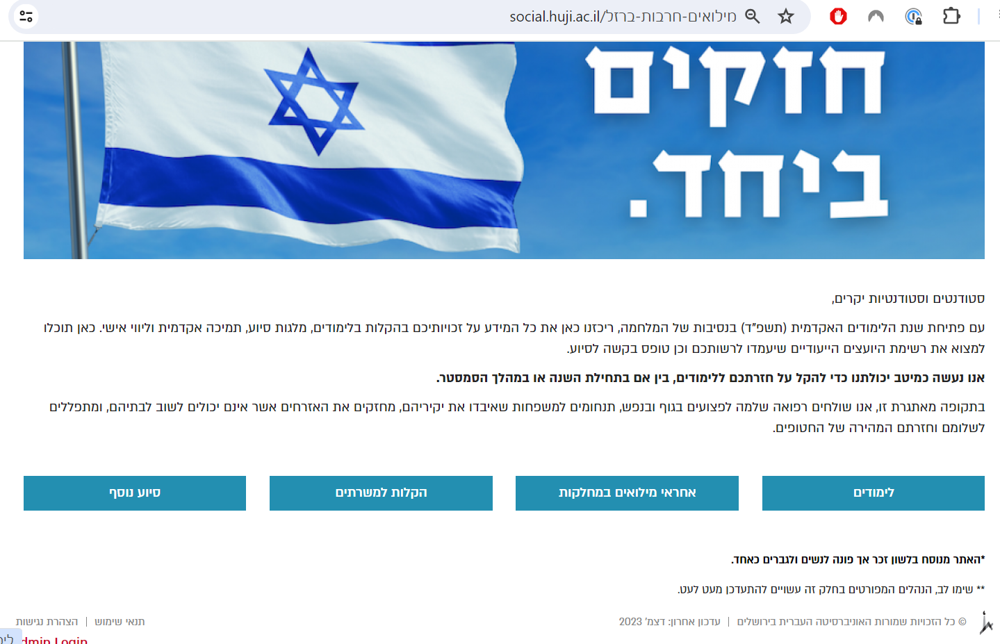 social.huji.ac.il/מילואים-חרבות-ברזל
חזקים
ביחד.
סטודנטים וסטודנטיות יקרים,
עם פתיחת שנת הלימודים האקדמית (תשפ"ד) בנסיבות של המלחמה, ריכזנו כאן את כל המידע על זכויותיכם בהקלות בלימודים, מלגות סיוע, תמיכה אקדמית וליווי אישי. כאן תוכלו
למצוא את רשימת היועצים הייעודיים שיעמדו לרשותכם וכן טופס בקשה לסיוע.
אנו נעשה כמיטב יכולתנו כדי להקל על חזרתכם ללימודים, בין אם בתחילת השנה או במהלך הסמסטר.
בתקופה מאתגרת זו, אנו שולחים רפואה שלמה לפצועים בגוף ובנפש, תנחומים למשפחות שאיבדו את יקיריהם, מחזקים את האזרחים אשר אינם יכולים לשוב לבתיהם, ומתפללים
לשלומם וחזרתם המהירה של החטופים.
לימודים
אחראי מילואים במחלקות
הקלות למשרתים
סיוע נוסף
*האתר מנוסח בלשון זכר אך פונה לנשים ולגברים כאחד.
** שימו לב, הנהלים המפורטים בחלק זה עשויים להתעדכן מעט לעט.
© כל הזכויות שמורות האוניברסיטה העברית בירושלים | עדכון אחרון: דצמ' 2023
תנאי שימוש | הצהרת נגישות
Login